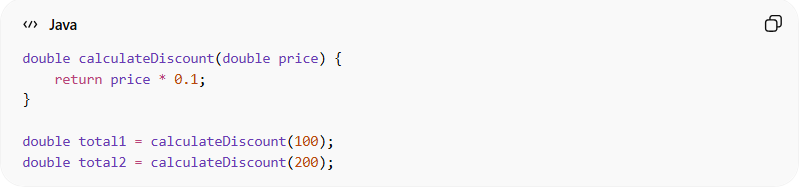 </> Java
double calculateDiscount(double price) {
    return price * 0.1;
}

double total1 = calculateDiscount(100);
double total2 = calculateDiscount(200);